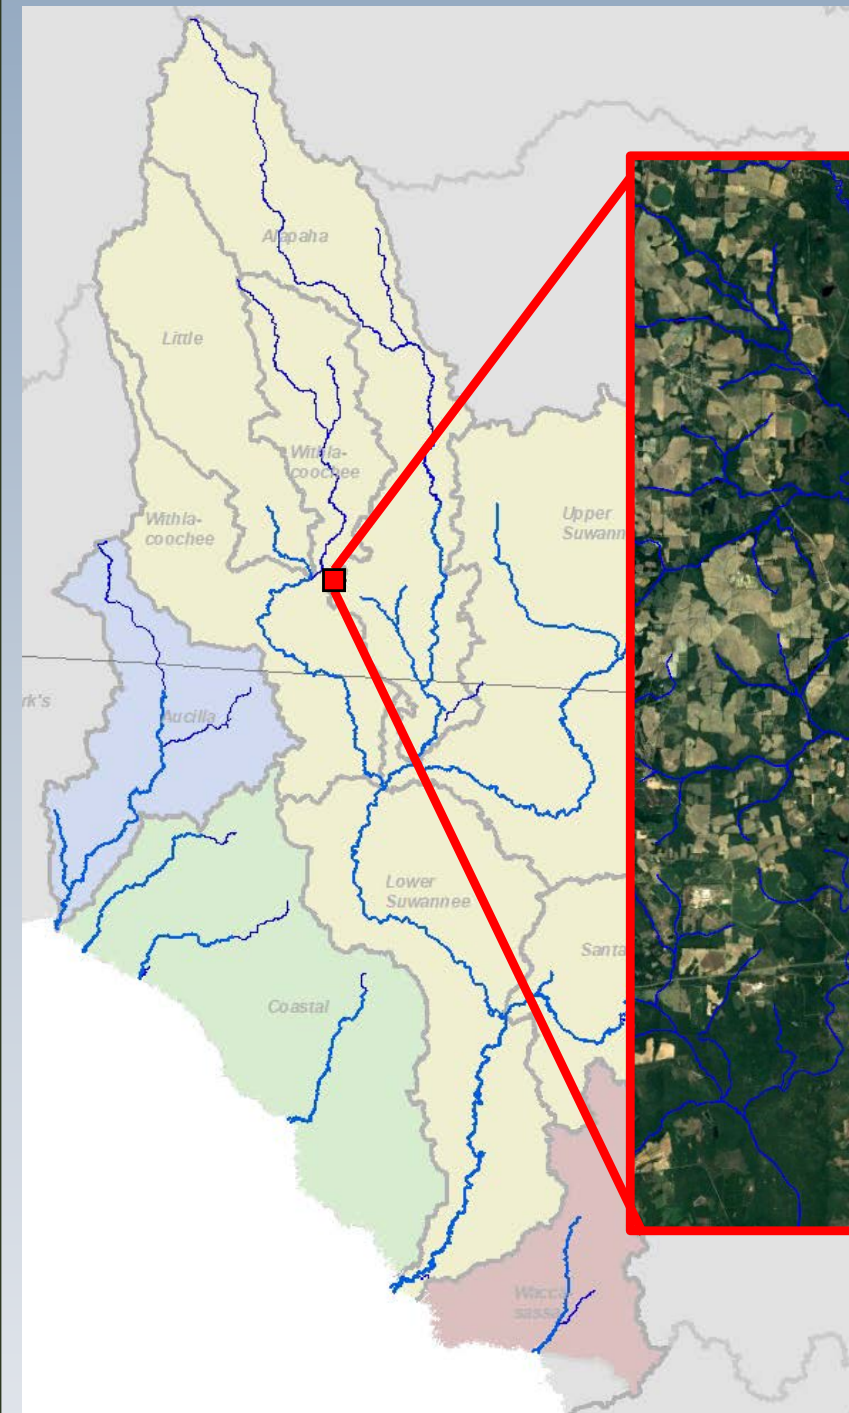 Alapaha
Little
Withla-
coochee
Withla-
coochee
Upper
Suwann
rk's
Aucilla
Lower
Suwannee
Santa
Coastal
Wacca-
sassa